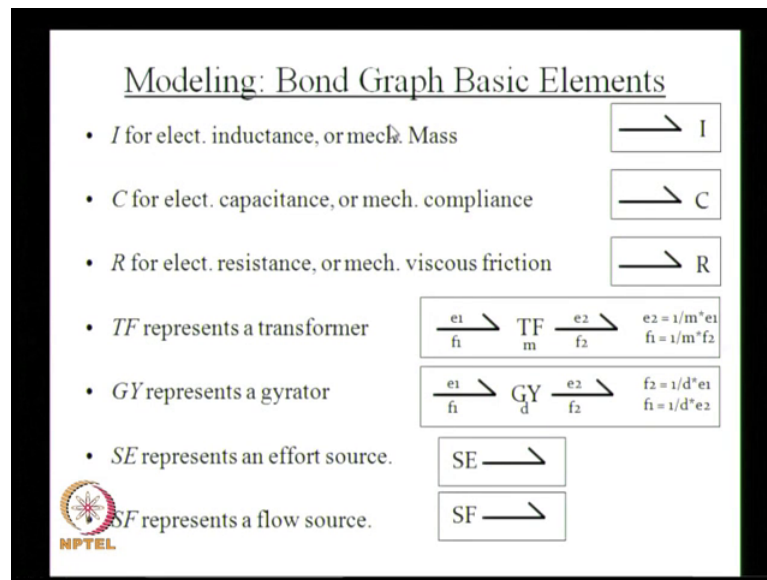 Modeling: Bond Graph Basic Elements
• I for elect. inductance, or mech. Mass
I
• C for elect. capacitance, or mech. compliance
C
• R for elect. resistance, or mech. viscous friction
R
• TF represents a transformer
e1 TF e2 e2 = 1/m*e1
f1 m f2 f1 = 1/m*f2
• GY represents a gyrator
e1 GY e2 f2 = 1/d*e1
f1 d f2 f1 = 1/d*e2
• SE represents an effort source.
SE
• SF represents a flow source.
SF
NPTEL